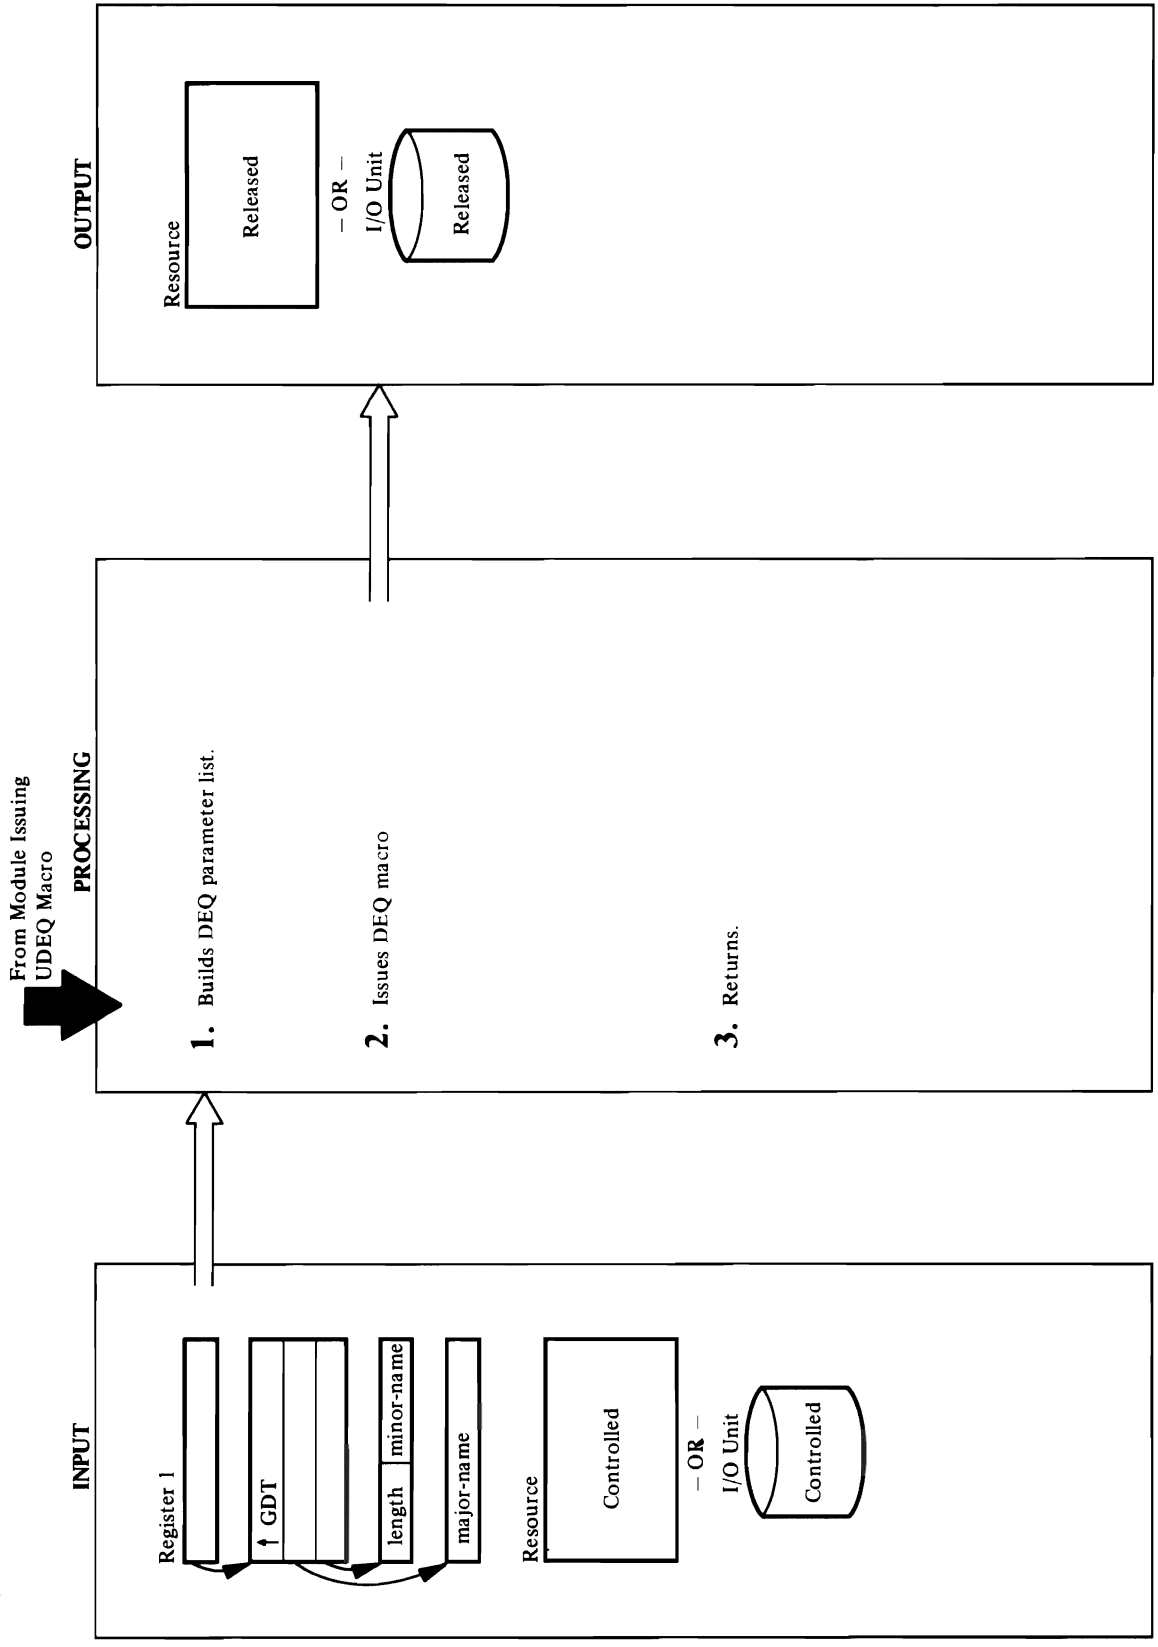 From Module Issuing
UDEQ Macro
INPUT
Register 1
↑ GDT
length minor-name
major-name
Resource
Controlled
– OR –
I/O Unit
Controlled
PROCESSING
1. Builds DEQ parameter list.
2. Issues DEQ macro
3. Returns.
OUTPUT
Resource
Released
– OR –
I/O Unit
Released